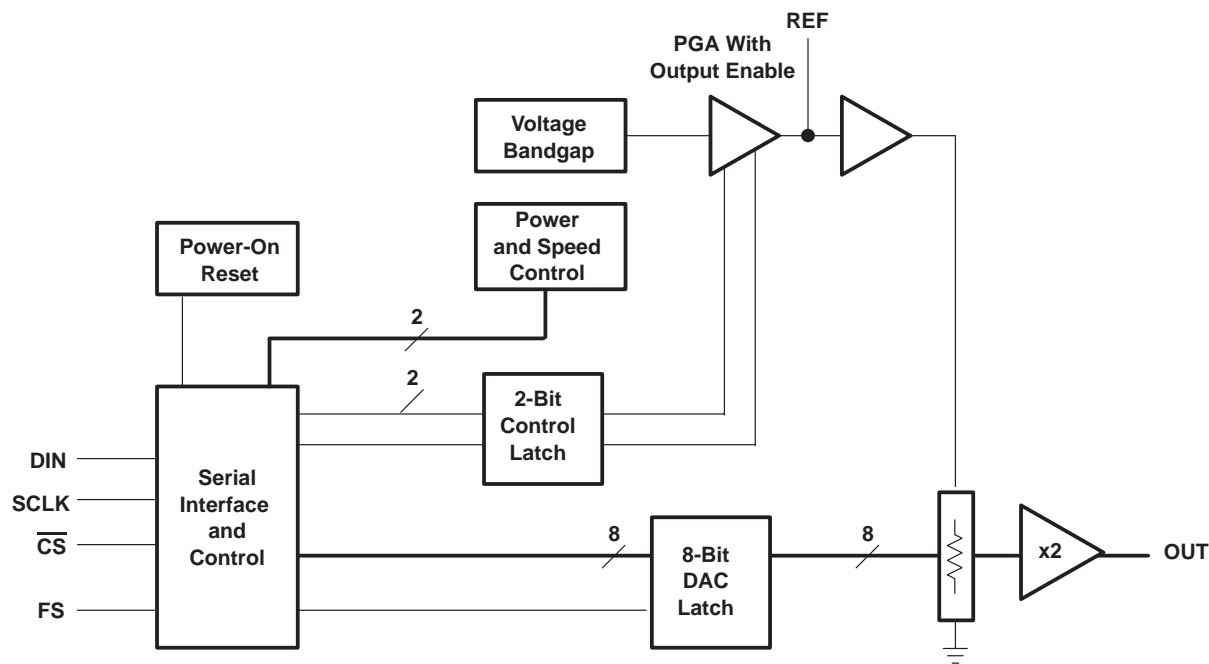 REF
PGA With
Output Enable
Voltage
Bandgap
Power
and Speed
Control
Power-On
Reset
2
2
2-Bit
Control
Latch
DIN
SCLK
CS
FS
Serial
Interface
and
Control
8
8-Bit
DAC
Latch
8
x2
OUT